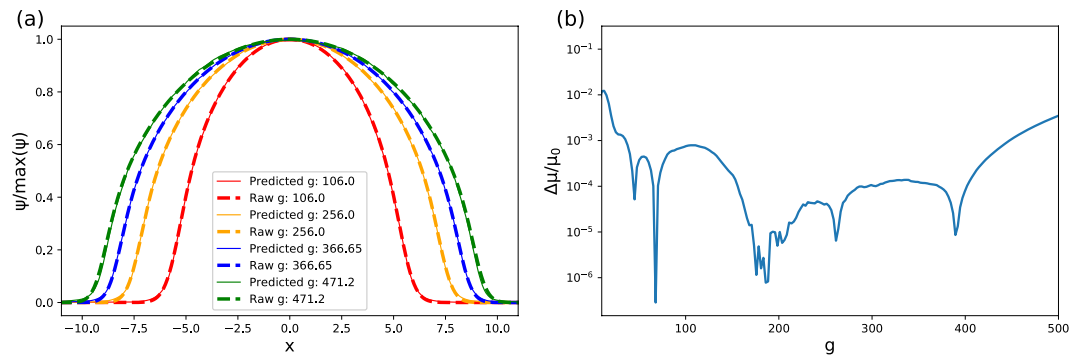 (a)
ψ/max(ψ)
1.0
0.8
0.6
0.4
0.2
0.0
Predicted g: 106.0
Raw g: 106.0
Predicted g: 256.0
Raw g: 256.0
Predicted g: 366.65
Raw g: 366.65
Predicted g: 471.2
Raw g: 471.2
−10.0 −7.5 −5.0 −2.5 0.0 2.5 5.0 7.5 10.0
x
(b)
Δμ/μ₀
10⁻¹
10⁻²
10⁻³
10⁻⁴
10⁻⁵
10⁻⁶
100 200 300 400 500
g